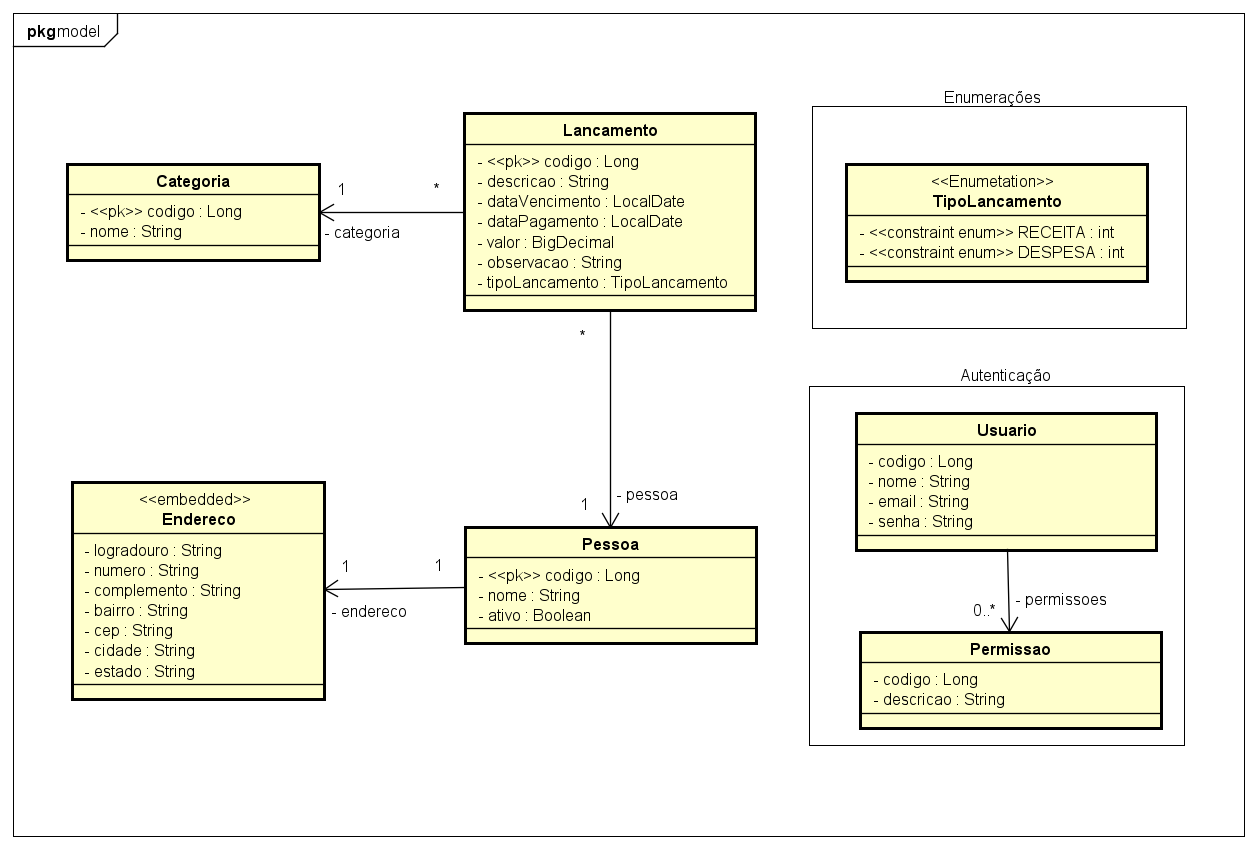 pkg model
Categoria
- <<pk>> codigo : Long
- nome : String
1
*
- categoria
Lancamento
- <<pk>> codigo : Long
- descricao : String
- dataVencimento : LocalDate
- dataPagamento : LocalDate
- valor : BigDecimal
- observacao : String
- tipoLancamento : TipoLancamento
*
1
- pessoa
Enumerações
<<Enumetation>>
TipoLancamento
- <<constraint enum>> RECEITA : int
- <<constraint enum>> DESPESA : int
<<embedded>>
Endereco
- logradouro : String
- numero : String
- complemento : String
- bairro : String
- cep : String
- cidade : String
- estado : String
1
1
- endereco
Pessoa
- <<pk>> codigo : Long
- nome : String
- ativo : Boolean
Autenticação
Usuario
- codigo : Long
- nome : String
- email : String
- senha : String
- permissoes
0..*
Permissao
- codigo : Long
- descricao : String